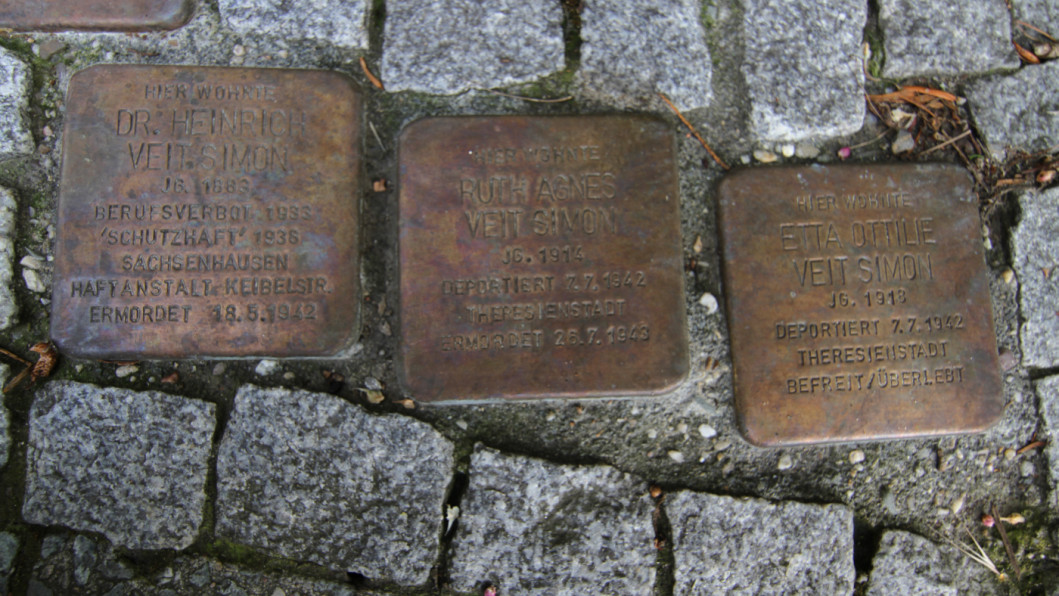 HIER WOHNTE
DR. HEINRICH
VEIT SIMON
JG. 1883
BERUFSVERBOT 1933
'SCHUTZHAFT' 1938
SACHSENHAUSEN
HAFTANSTALT KEIBELSTR.
ERMORDET 18.5.1942
HIER WOHNTE
RUTH AGNES
VEIT SIMON
JG. 1914
DEPORTIERT 7.7.1942
THERESIENSTADT
ERMORDET 26.7.1943
HIER WOHNTE
ETTA OTTILIE
VEIT SIMON
JG. 1918
DEPORTIERT 7.7.1942
THERESIENSTADT
BEFREIT/ÜBERLEBT